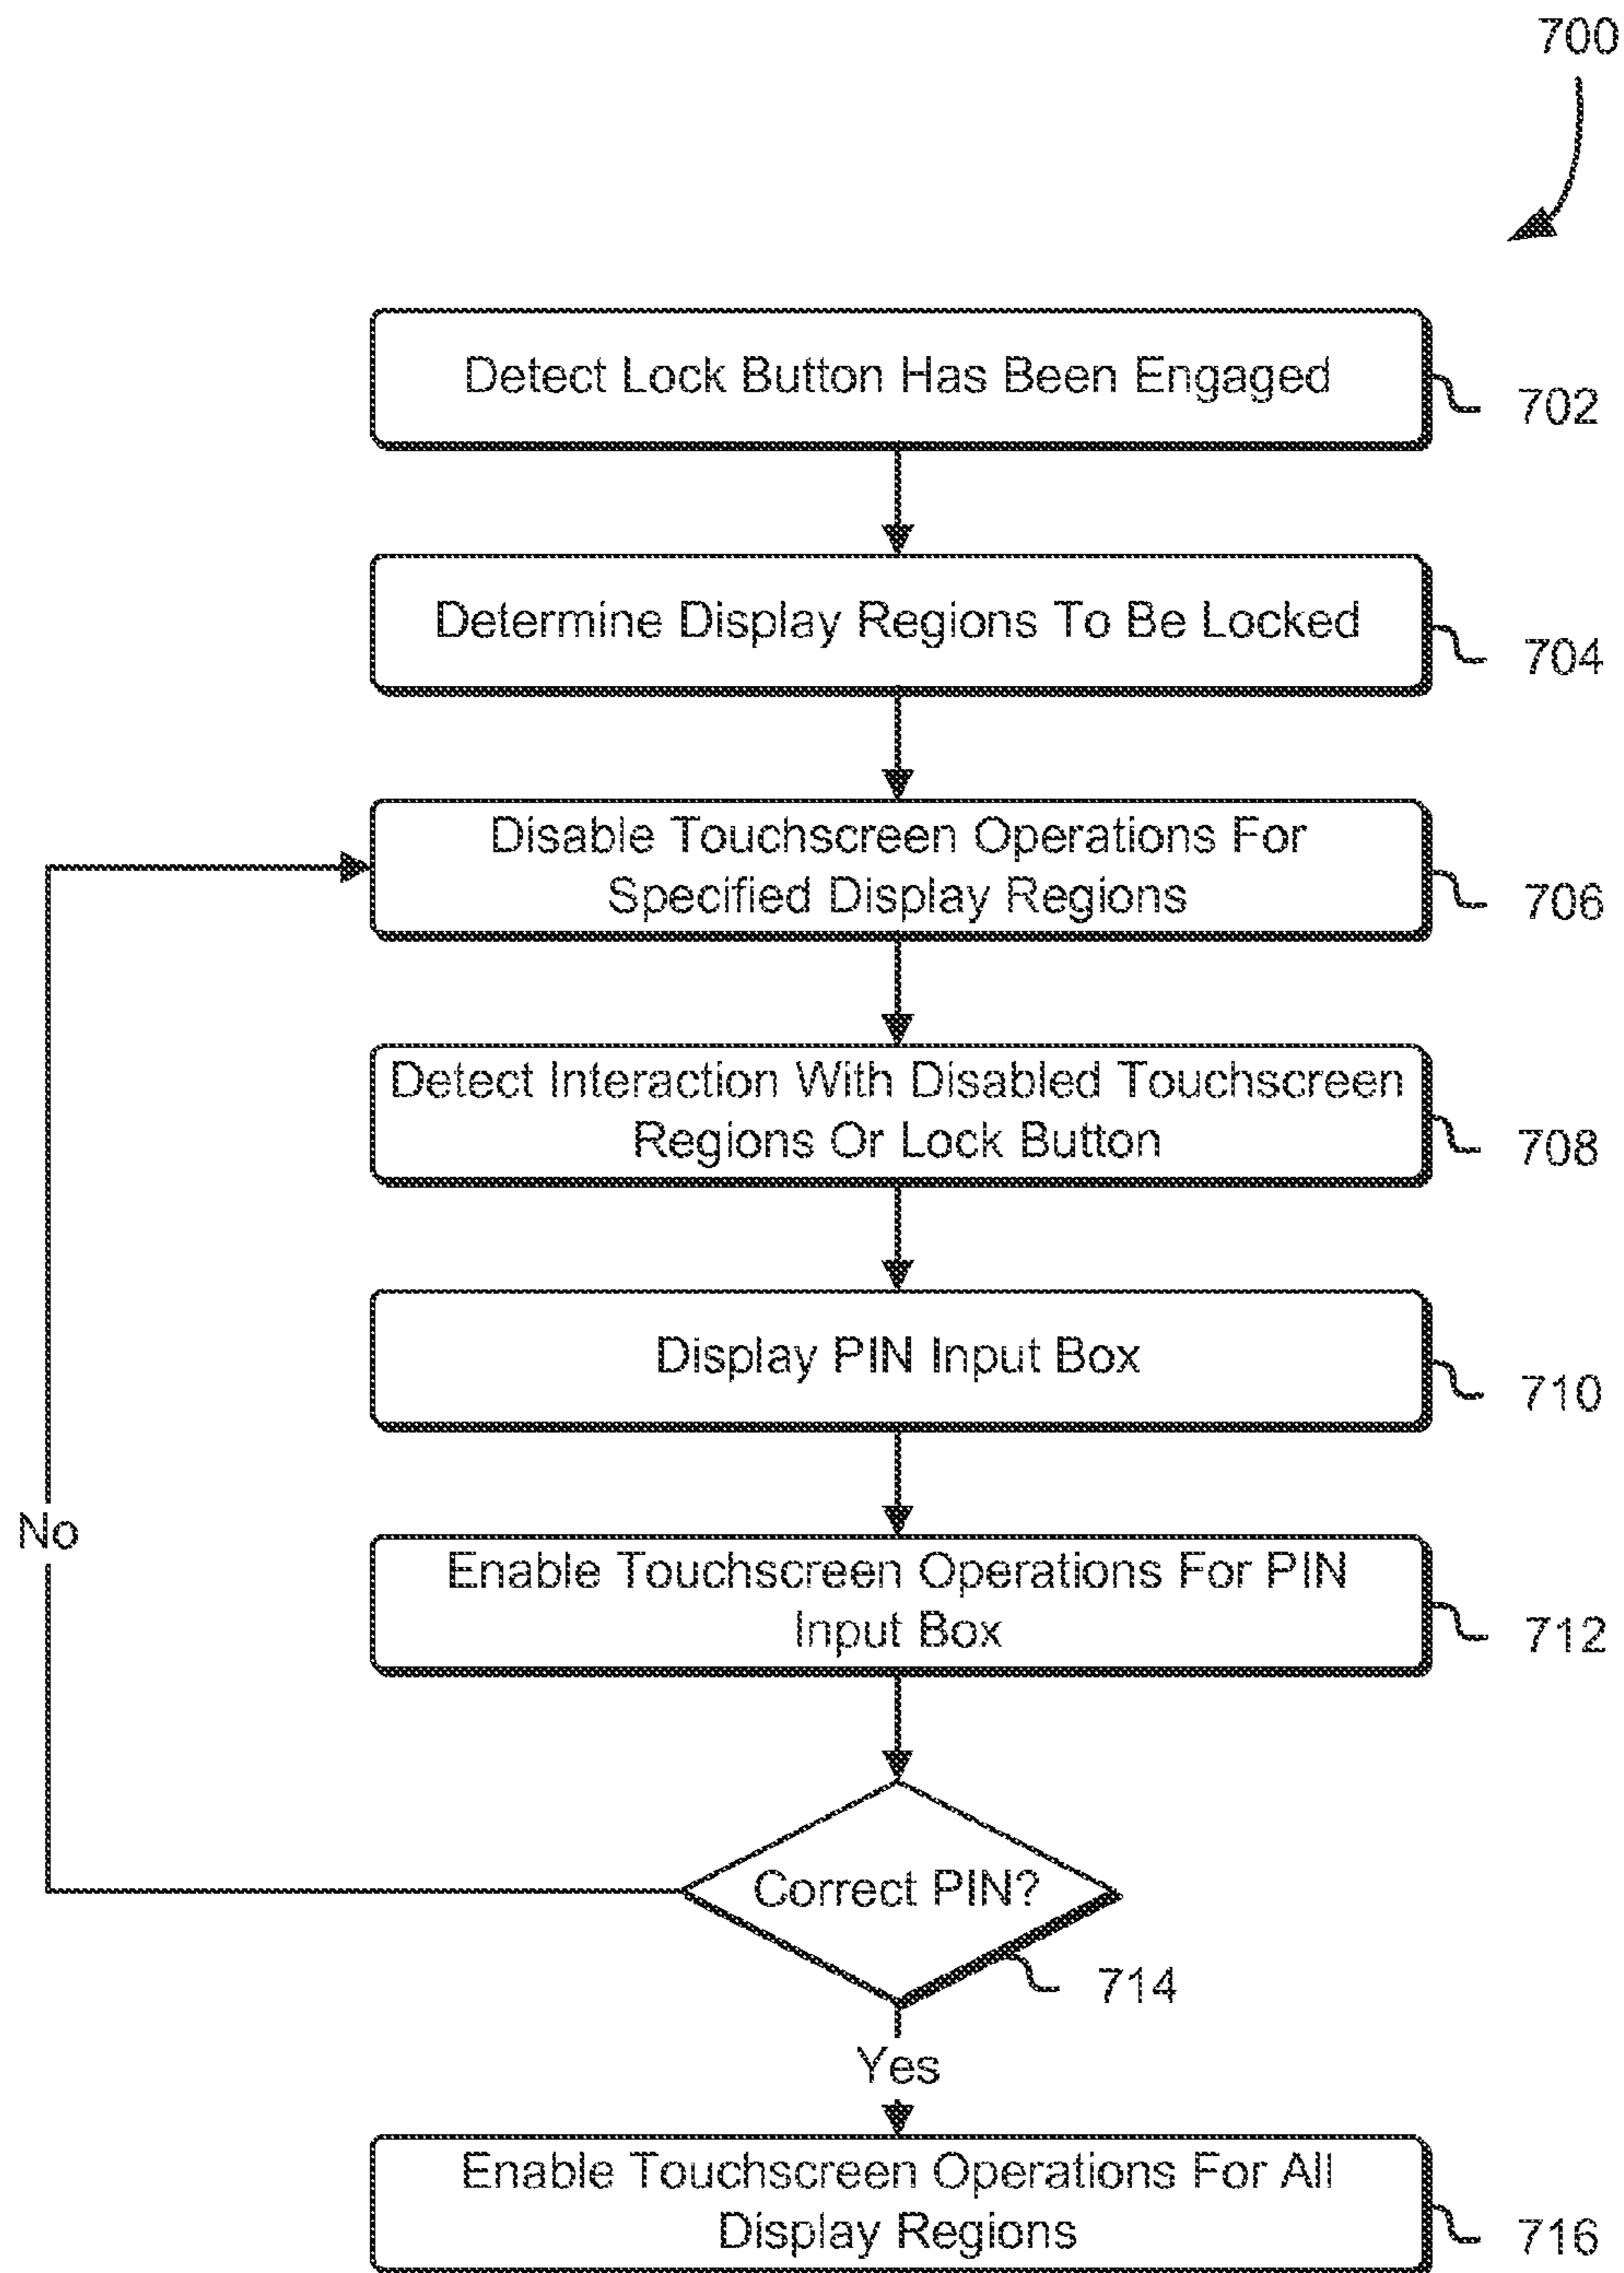 700
Detect Lock Button Has Been Engaged
702
Determine Display Regions To Be Locked
704
Disable Touchscreen Operations For
Specified Display Regions
706
Detect Interaction With Disabled Touchscreen
Regions Or Lock Button
708
Display PIN Input Box
710
No
Enable Touchscreen Operations For PIN
Input Box
712
Correct PIN?
714
Yes
Enable Touchscreen Operations For All
Display Regions
716